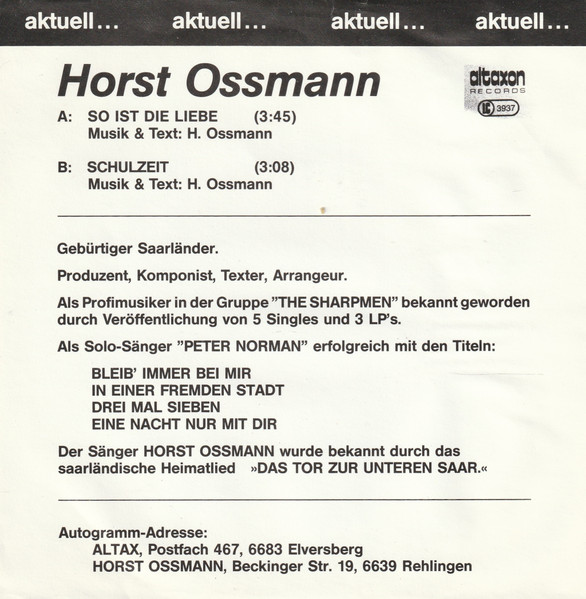 aktuell... aktuell... aktuell... aktuell...
Horst Ossmann
altaxon
RECORDS
LC 3937
A: SO IST DIE LIEBE (3:45)
Musik & Text: H. Ossmann
B: SCHULZEIT (3:08)
Musik & Text: H. Ossmann
Gebürtiger Saarländer.
Produzent, Komponist, Texter, Arrangeur.
Als Profimusiker in der Gruppe "THE SHARPMEN" bekannt geworden
durch Veröffentlichung von 5 Singles und 3 LP's.
Als Solo-Sänger "PETER NORMAN" erfolgreich mit den Titeln:
BLEIB' IMMER BEI MIR
IN EINER FREMDEN STADT
DREI MAL SIEBEN
EINE NACHT NUR MIT DIR
Der Sänger HORST OSSMANN wurde bekannt durch das
saarländische Heimatlied »DAS TOR ZUR UNTEREN SAAR.«
Autogramm-Adresse:
ALTAX, Postfach 467, 6683 Elversberg
HORST OSSMANN, Beckinger Str. 19, 6639 Rehlingen